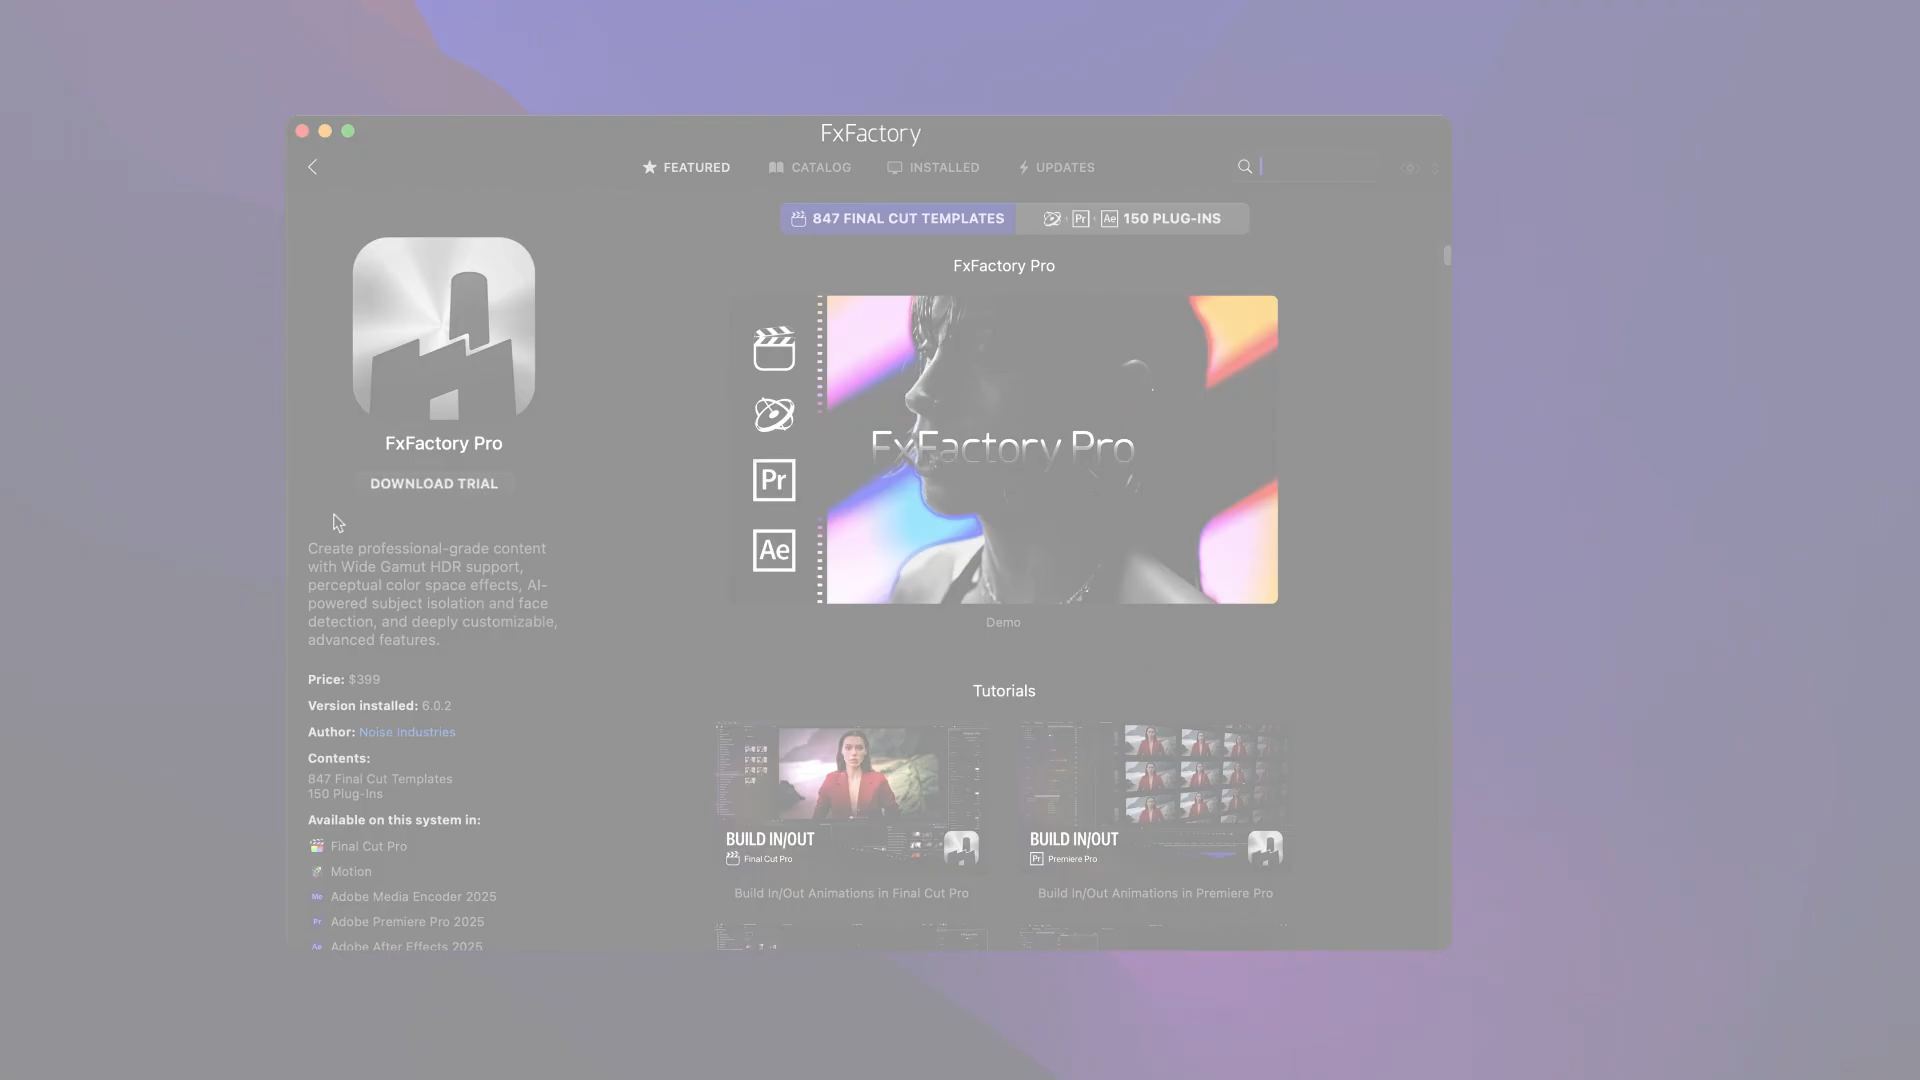 FxFactory
FEATURED
CATALOG
INSTALLED
UPDATES
847 FINAL CUT TEMPLATES
Pr
Ae
150 PLUG-INS
FxFactory Pro
DOWNLOAD TRIAL
Create professional-grade content
with Wide Gamut HDR support,
perceptual color space effects, AI-
powered subject isolation and face
detection, and deeply customizable,
advanced features.
Price: $399
Version installed: 6.0.2
Author: Noise Industries
Contents:
847 Final Cut Templates
150 Plug-Ins
Available on this system in:
Final Cut Pro
Motion
Me Adobe Media Encoder 2025
Pr Adobe Premiere Pro 2025
Ae Adobe After Effects 2025
FxFactory Pro
Pr
Ae
FxFactory Pro
Demo
Tutorials
BUILD IN/OUT
Final Cut Pro
Build In/Out Animations in Final Cut Pro
BUILD IN/OUT
Pr Premiere Pro
Build In/Out Animations in Premiere Pro